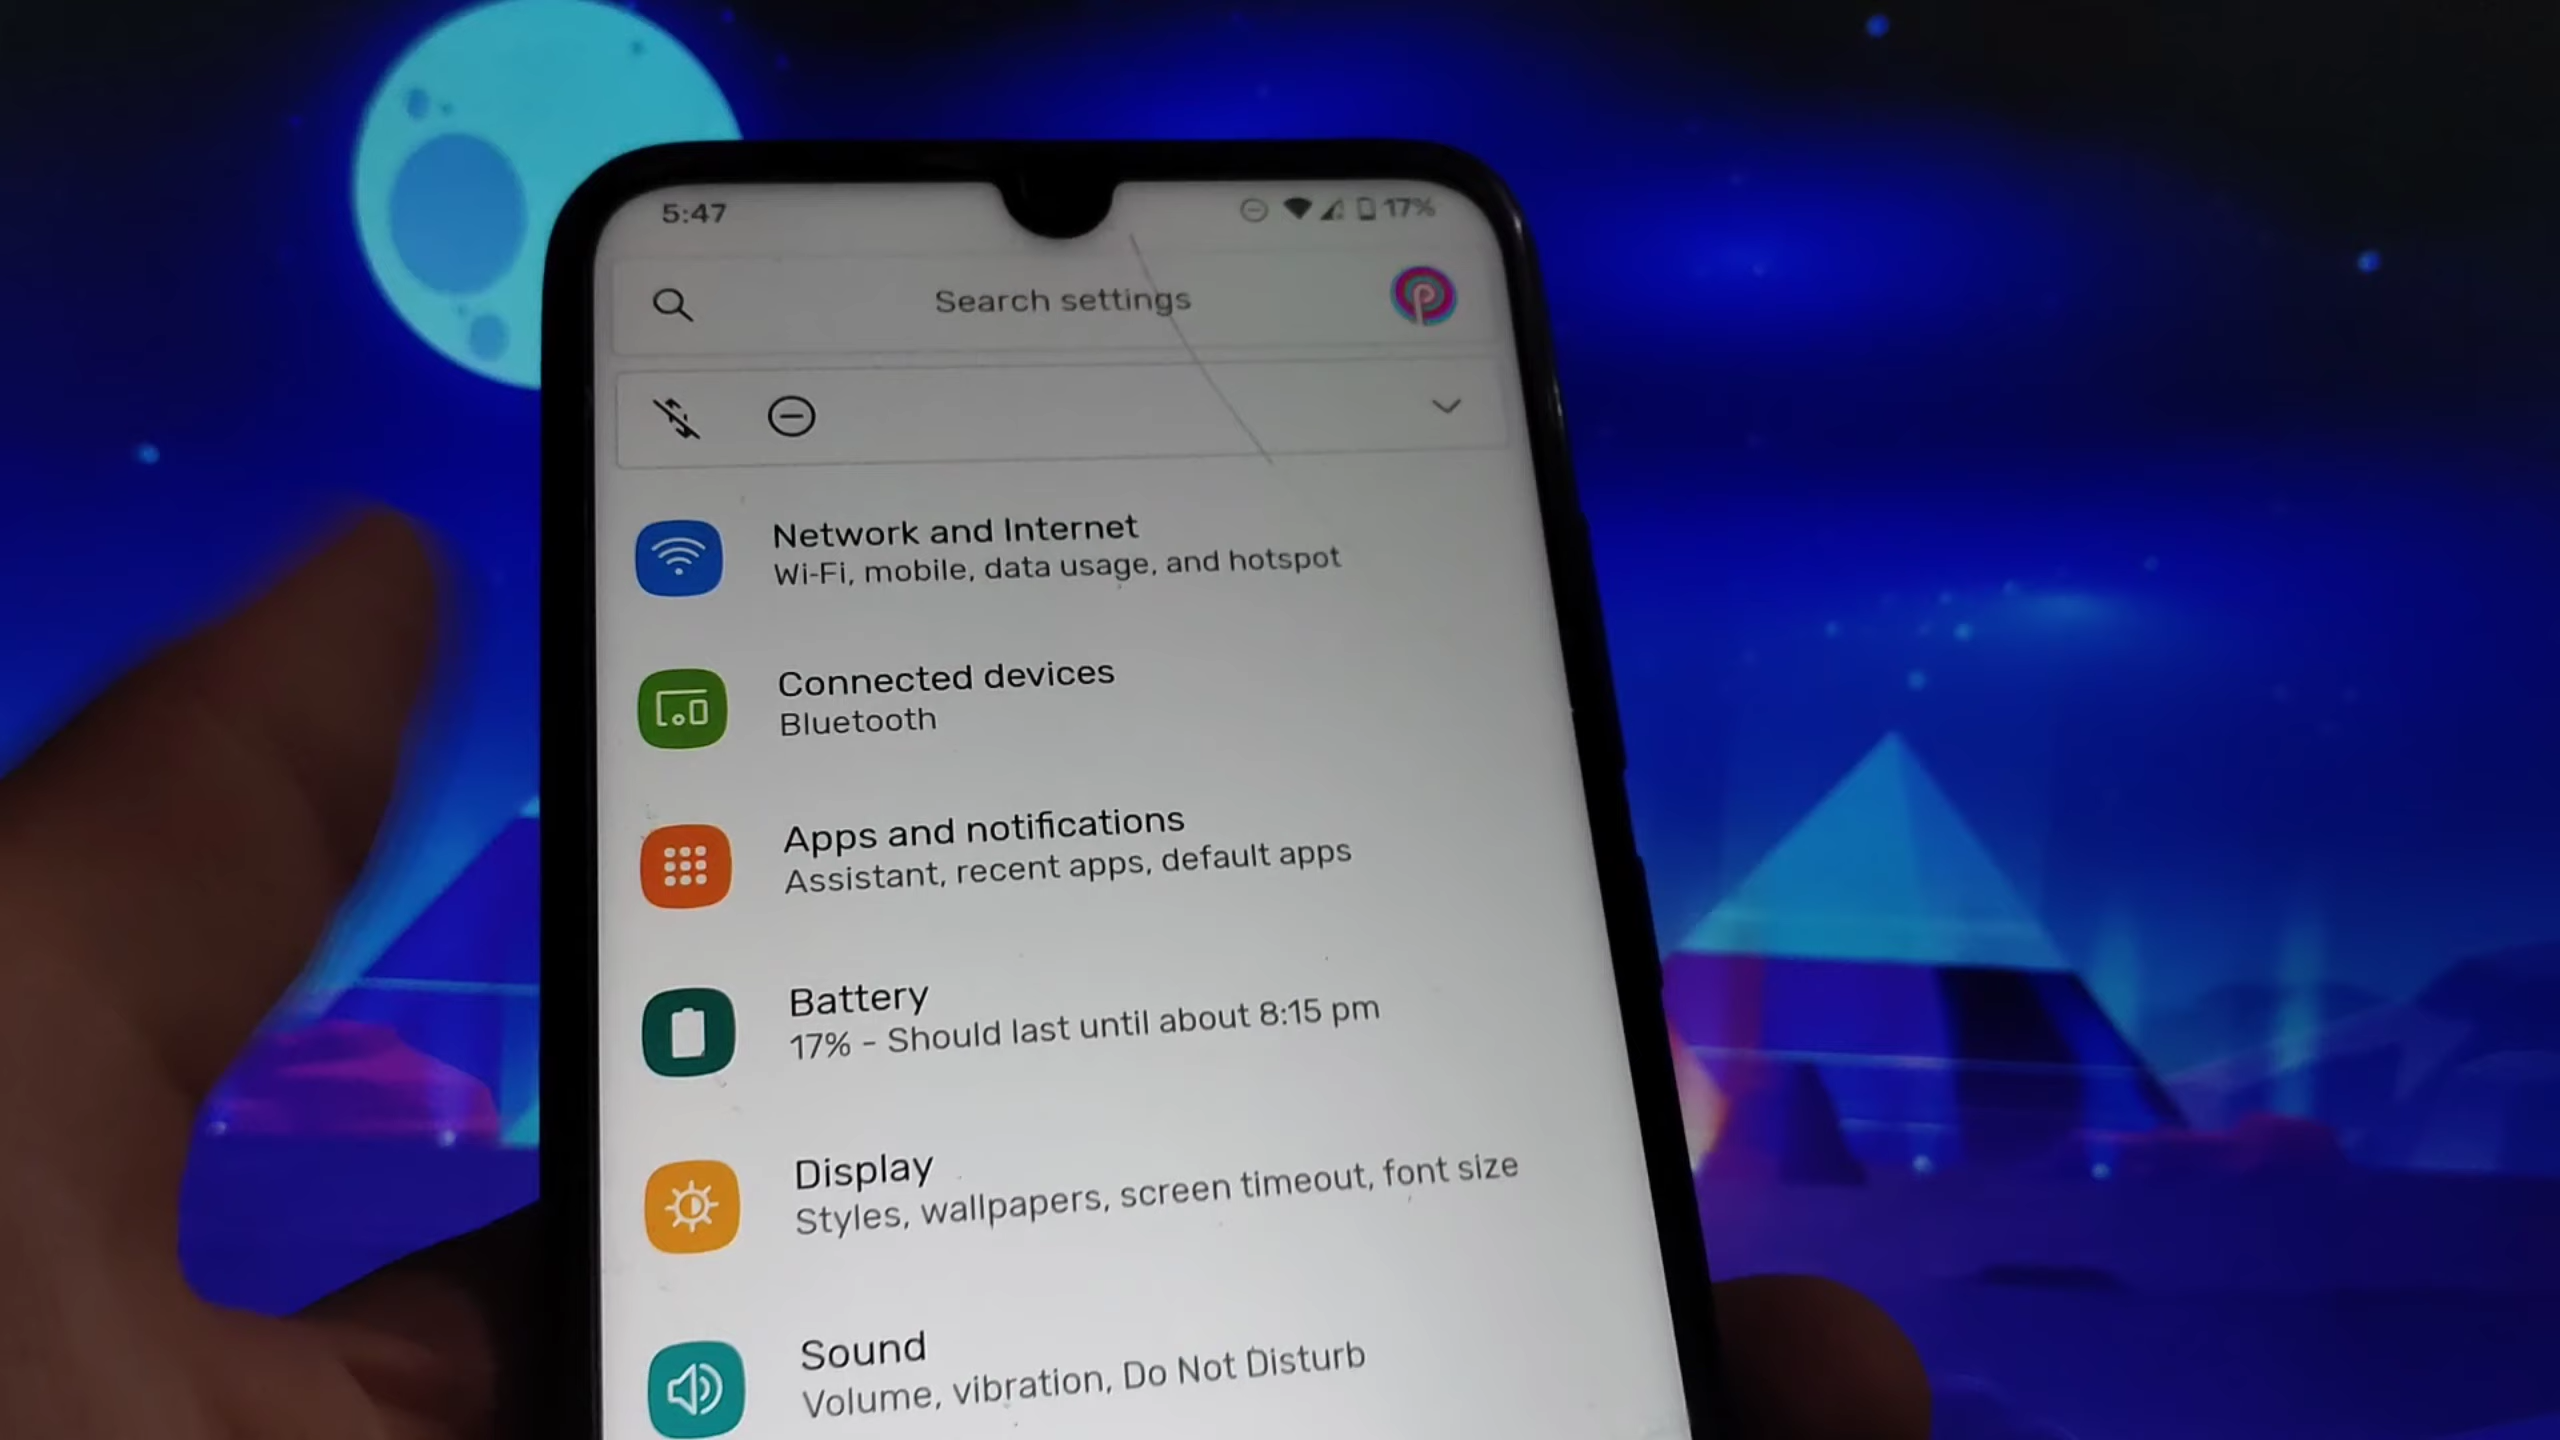 5:47
17%
Search settings
Network and Internet
Wi-Fi, mobile, data usage, and hotspot
Connected devices
Bluetooth
Apps and notifications
Assistant, recent apps, default apps
Battery
17% - Should last until about 8:15 pm
Display
Styles, wallpapers, screen timeout, font size
Sound
Volume, vibration, Do Not Disturb